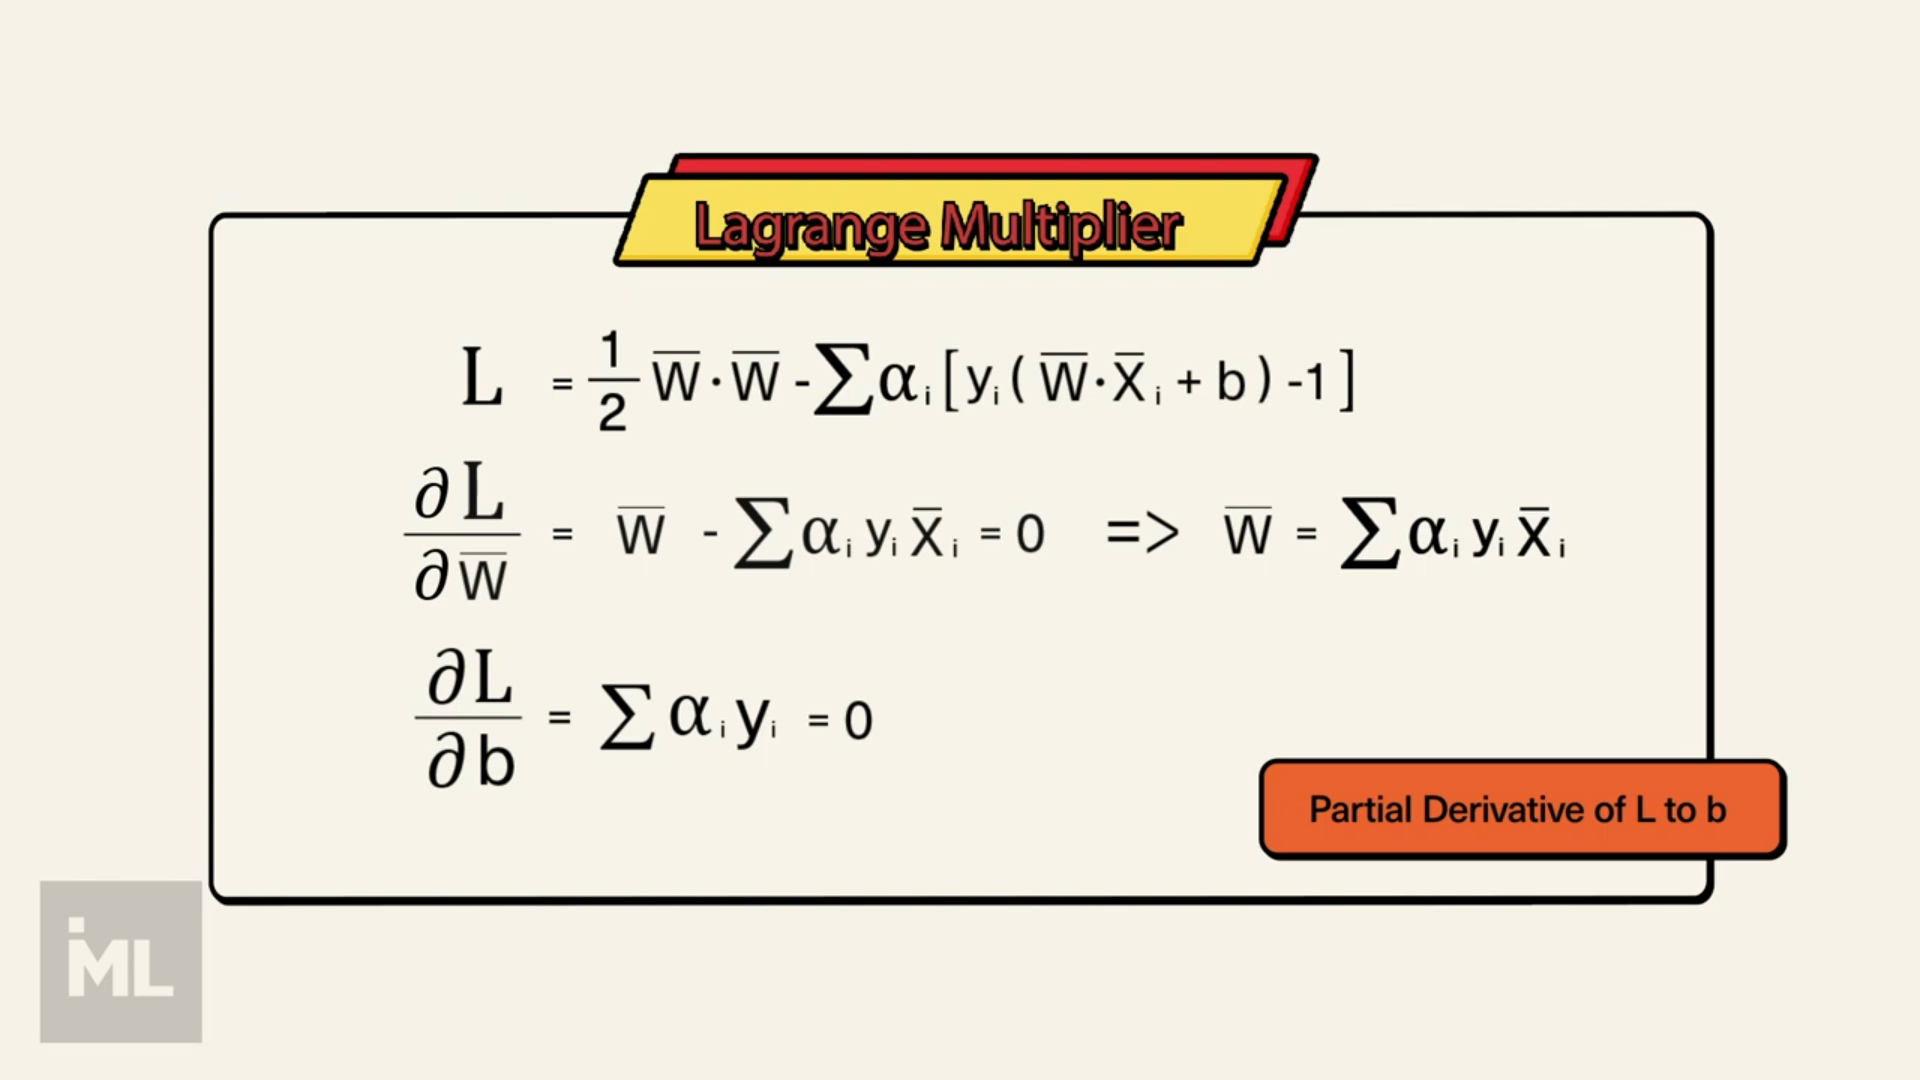 Lagrange Multiplier
L = 1/2 W̅·W̅ - ∑αᵢ[yᵢ(W̅·X̅ᵢ + b) -1]
∂L/∂W̅ = W̅ - ∑αᵢyᵢX̅ᵢ = 0 => W̅ = ∑αᵢyᵢX̅ᵢ
∂L/∂b = ∑αᵢyᵢ = 0
Partial Derivative of L to b
iML